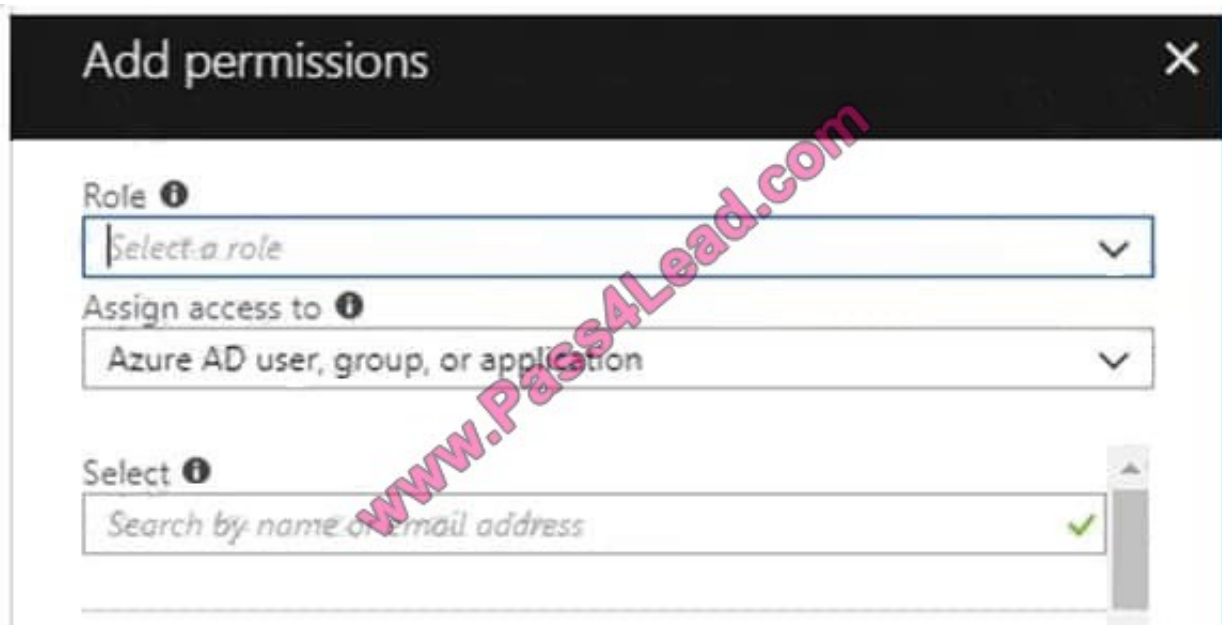 Add permissions
Role
Select a role
Assign access to
Azure AD user, group, or application
Select
Search by name or email address
www.Pass4Lead.com